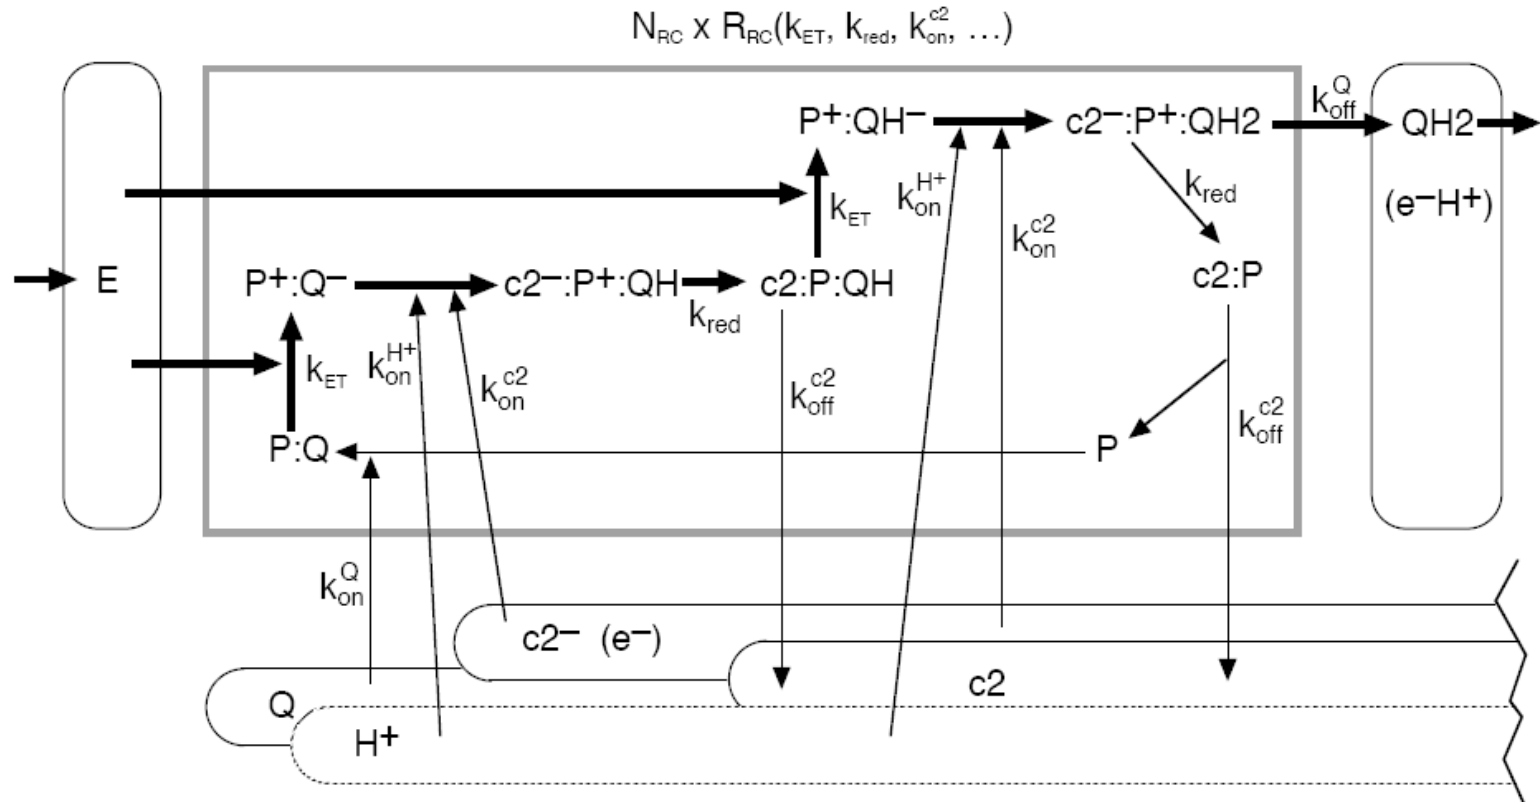 N_RC x R_RC(k_ET, k_red, k_on^c2, …)
k_off^Q
P⁺:QH⁻ c2⁻:P⁺:QH2 QH2
k_on^H+ k_red
k_ET (e⁻H⁺)
k_on^c2
E P⁺:Q⁻ c2⁻:P⁺:QH c2:P:QH c2:P
k_red
k_ET k_on^H+ k_on^c2 k_off^c2 k_off^c2
P:Q P
k_on^Q
c2⁻ (e⁻)
Q c2
H⁺